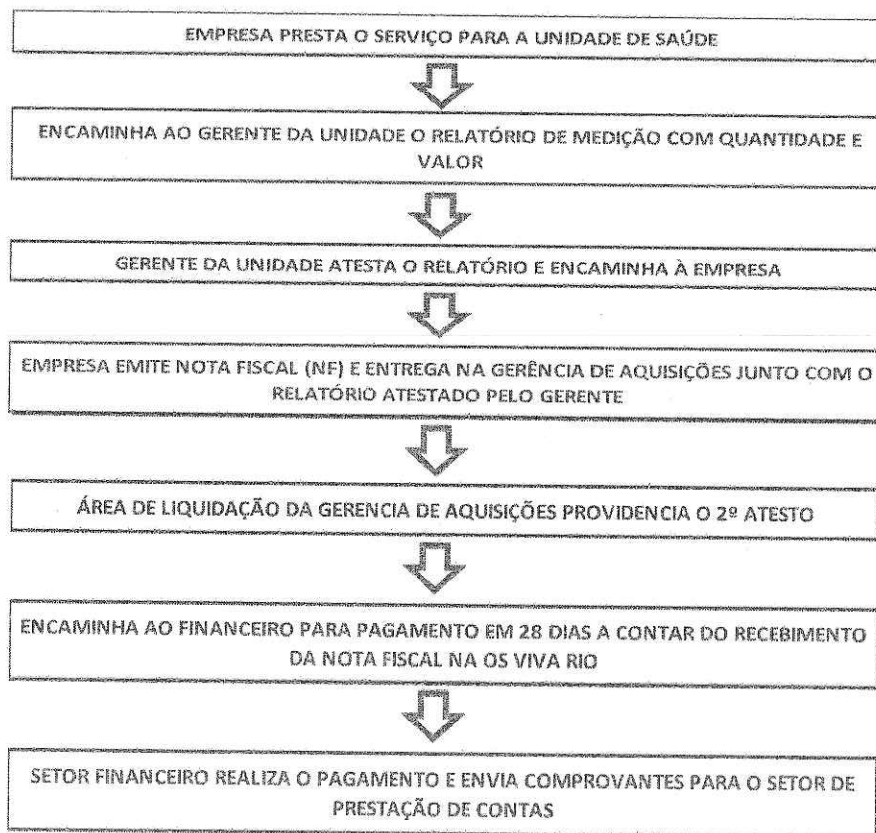 EMPRESA PRESTA O SERVIÇO PARA A UNIDADE DE SAÚDE
ENCAMINHA AO GERENTE DA UNIDADE O RELATÓRIO DE MEDIÇÃO COM QUANTIDADE E
VALOR
GERENTE DA UNIDADE ATESTA O RELATÓRIO E ENCAMINHA À EMPRESA
EMPRESA EMITE NOTA FISCAL (NF) E ENTREGA NA GERÊNCIA DE AQUISIÇÕES JUNTO COM O
RELATÓRIO ATESTADO PELO GERENTE
ÁREA DE LIQUIDAÇÃO DA GERENCIA DE AQUISIÇÕES PROVIDENCIA O 2º ATESTO
ENCAMINHA AO FINANCEIRO PARA PAGAMENTO EM 28 DIAS A CONTAR DO RECEBIMENTO
DA NOTA FISCAL NA OS VIVA RIO
SETOR FINANCEIRO REALIZA O PAGAMENTO E ENVIA COMPROVANTES PARA O SETOR DE
PRESTAÇÃO DE CONTAS